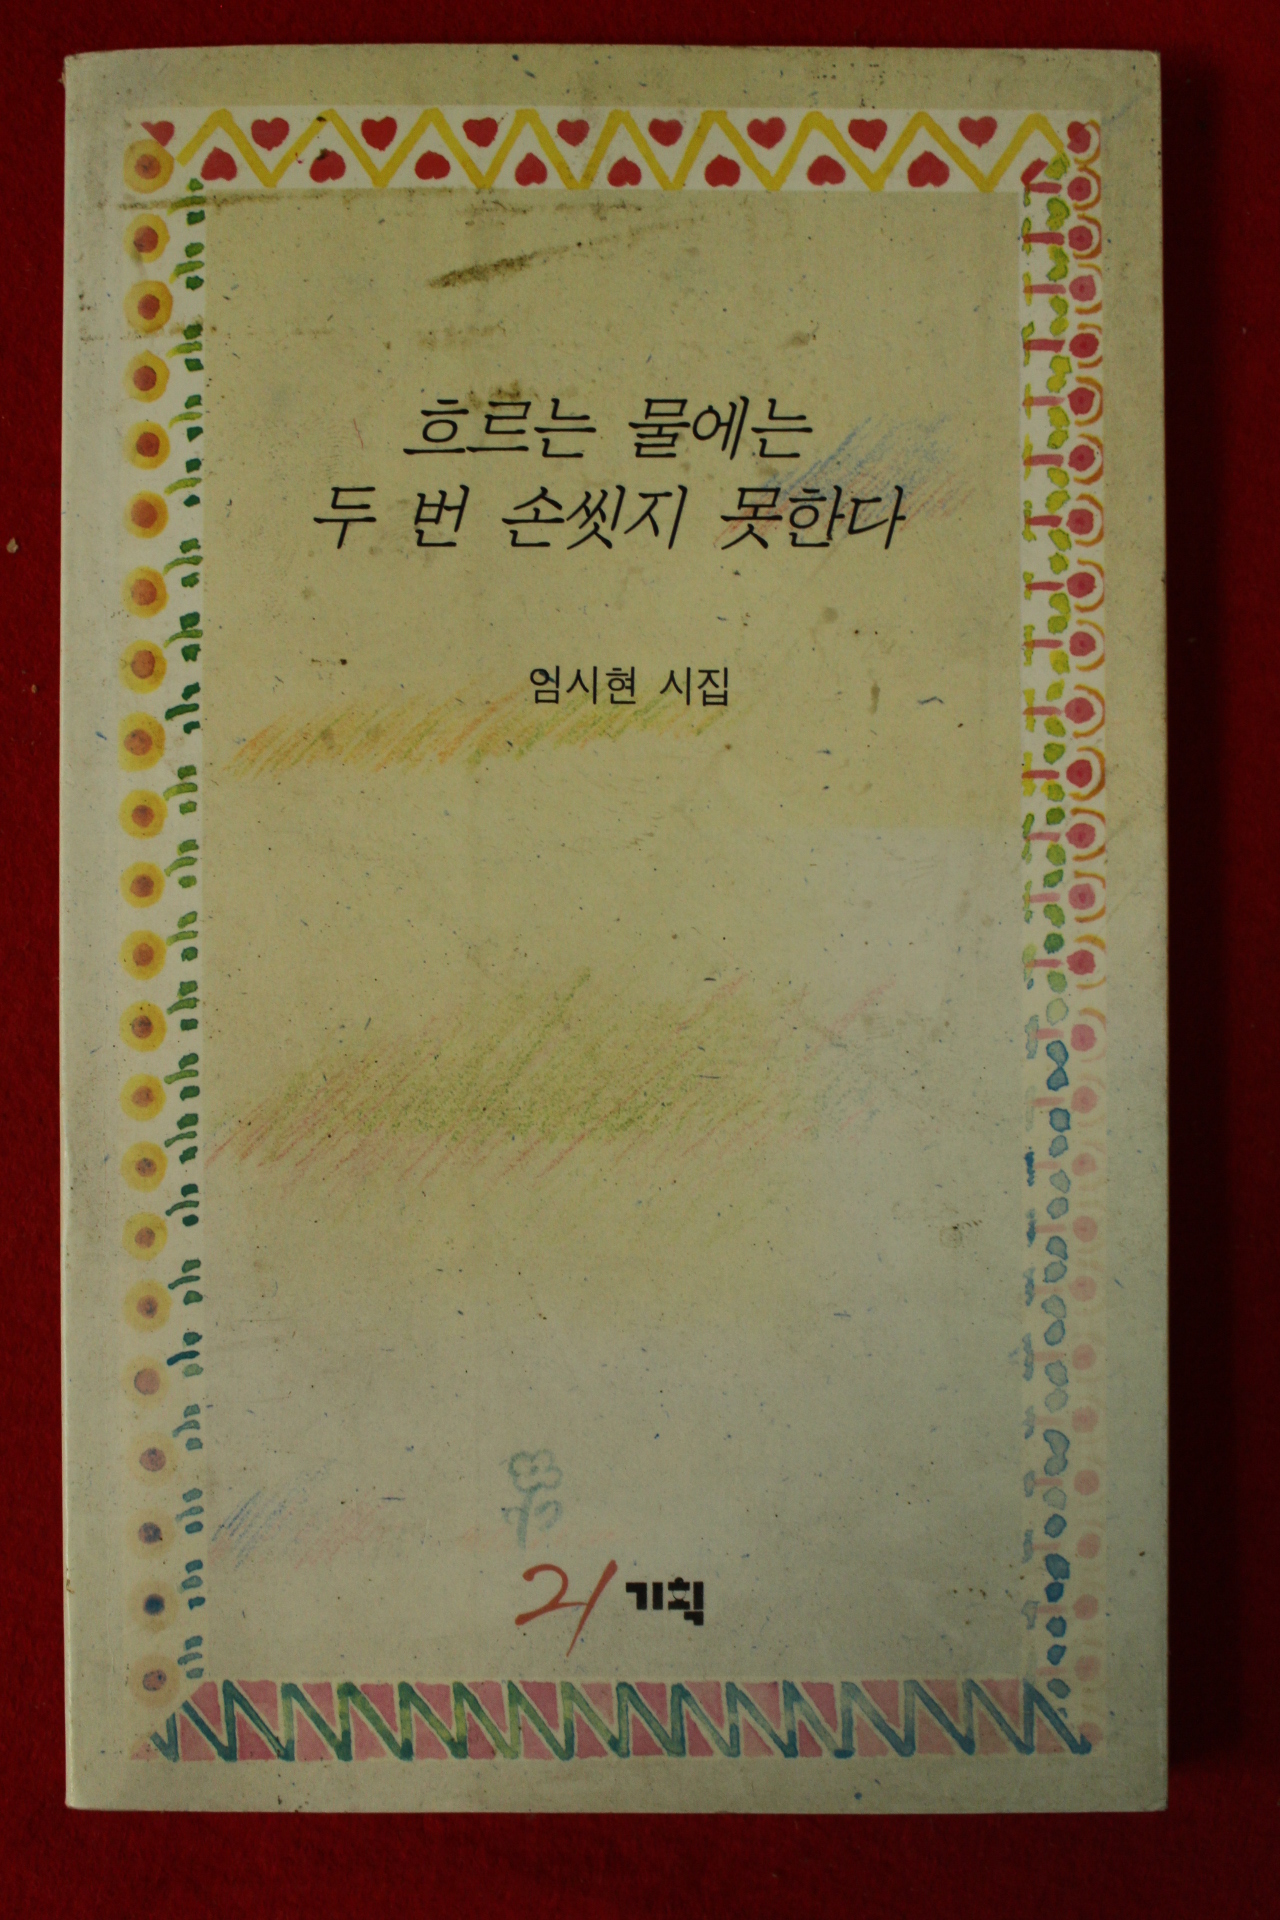 흐르는 물에는
두 번 손씻지 못한다
임시현 시집
21 기획